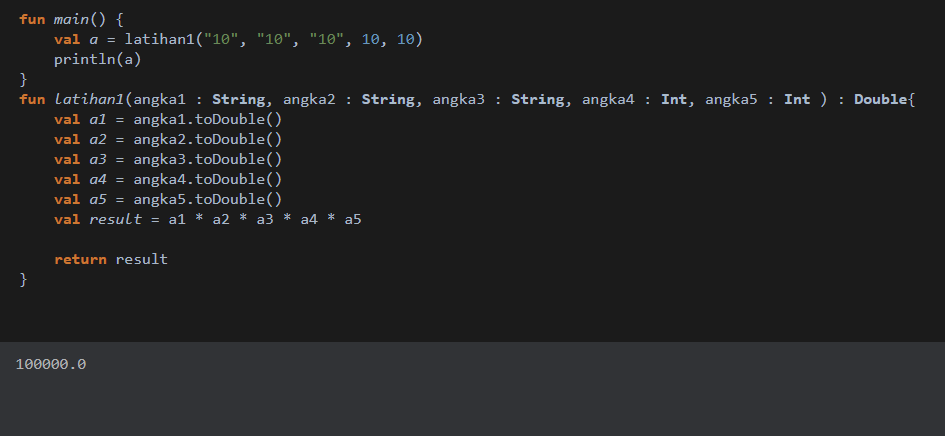 fun main() {
    val a = latihan1("10", "10", "10", 10, 10)
    println(a)
}
fun latihan1(angka1 : String, angka2 : String, angka3 : String, angka4 : Int, angka5 : Int ) : Double{
    val a1 = angka1.toDouble()
    val a2 = angka2.toDouble()
    val a3 = angka3.toDouble()
    val a4 = angka4.toDouble()
    val a5 = angka5.toDouble()
    val result = a1 * a2 * a3 * a4 * a5
    return result
}
100000.0